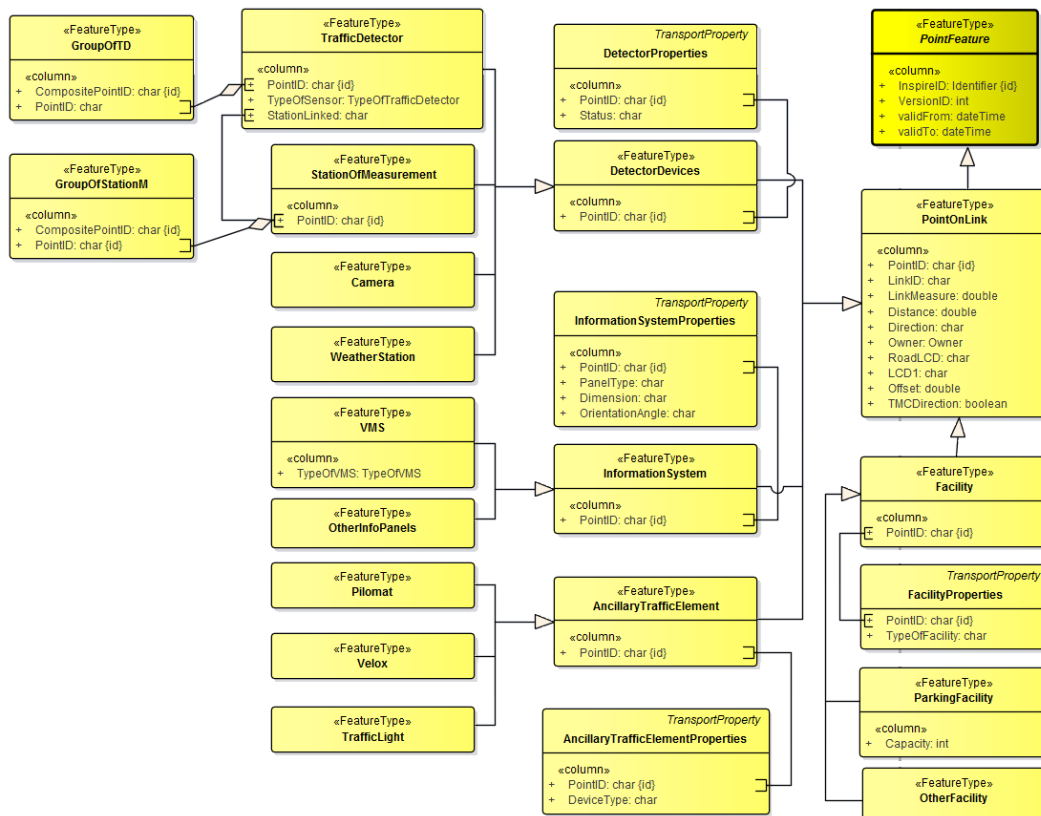 «FeatureType»
GroupOfTD
«column»
+ CompositePointID: char {id}
+ PointID: char
«FeatureType»
GroupOfStationM
«column»
+ CompositePointID: char {id}
+ PointID: char {id}
«FeatureType»
TrafficDetector
«column»
+ PointID: char {id}
+ TypeOfSensor: TypeOfTrafficDetector
+ StationLinked: char
«FeatureType»
StationOfMeasurement
«column»
+ PointID: char {id}
«FeatureType»
Camera
«FeatureType»
WeatherStation
«FeatureType»
VMS
«column»
+ TypeOfVMS: TypeOfVMS
«FeatureType»
OtherInfoPanels
«FeatureType»
Pilomat
«FeatureType»
Velox
«FeatureType»
TrafficLight
TransportProperty
DetectorProperties
«column»
+ PointID: char {id}
+ Status: char
«FeatureType»
DetectorDevices
«column»
+ PointID: char {id}
TransportProperty
InformationSystemProperties
«column»
+ PointID: char {id}
+ PanelType: char
+ Dimension: char
+ OrientationAngle: char
«FeatureType»
InformationSystem
«column»
+ PointID: char {id}
«FeatureType»
AncillaryTrafficElement
«column»
+ PointID: char {id}
TransportProperty
AncillaryTrafficElementProperties
«column»
+ PointID: char {id}
+ DeviceType: char
«FeatureType»
PointFeature
«column»
+ InspireID: Identifier {id}
+ VersionID: int
+ validFrom: dateTime
+ validTo: dateTime
«FeatureType»
PointOnLink
«column»
+ PointID: char {id}
+ LinkID: char
+ LinkMeasure: double
+ Distance: double
+ Direction: char
+ Owner: Owner
+ RoadLCD: char
+ LCD1: char
+ Offset: double
+ TMCDirection: boolean
«FeatureType»
Facility
«column»
+ PointID: char {id}
TransportProperty
FacilityProperties
«column»
+ PointID: char {id}
+ TypeOfFacility: char
«FeatureType»
ParkingFacility
«column»
+ Capacity: int
«FeatureType»
OtherFacility